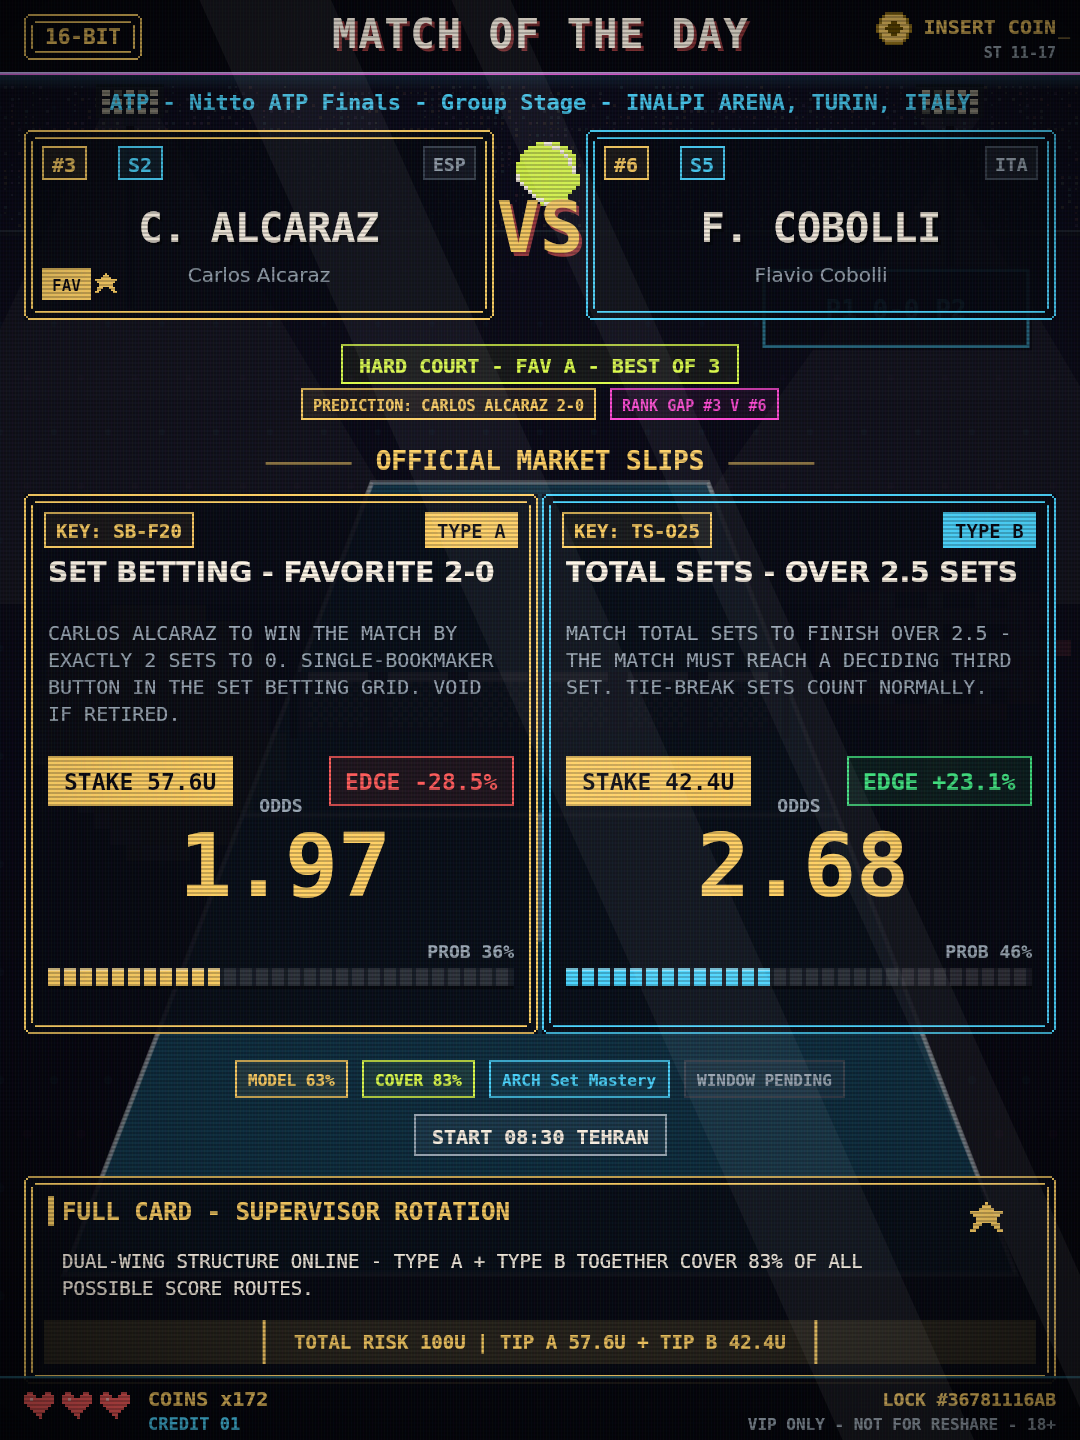 16-BIT
MATCH OF THE DAY
INSERT COIN_
ST 11-17
ATP - Nitto ATP Finals - Group Stage - INALPI ARENA, TURIN, ITALY
#3 S2 ESP
C. ALCARAZ
Carlos Alcaraz
FAV
VS
#6 S5 ITA
F. COBOLLI
Flavio Cobolli
P1 0-0 P2
HARD COURT - FAV A - BEST OF 3
PREDICTION: CARLOS ALCARAZ 2-0
RANK GAP #3 V #6
OFFICIAL MARKET SLIPS
KEY: SB-F20 TYPE A
SET BETTING - FAVORITE 2-0
CARLOS ALCARAZ TO WIN THE MATCH BY
EXACTLY 2 SETS TO 0. SINGLE-BOOKMAKER
BUTTON IN THE SET BETTING GRID. VOID
IF RETIRED.
STAKE 57.6U
ODDS
EDGE -28.5%
1.97
PROB 36%
KEY: TS-O25 TYPE B
TOTAL SETS - OVER 2.5 SETS
MATCH TOTAL SETS TO FINISH OVER 2.5 -
THE MATCH MUST REACH A DECIDING THIRD
SET. TIE-BREAK SETS COUNT NORMALLY.
STAKE 42.4U
ODDS
EDGE +23.1%
2.68
PROB 46%
MODEL 63%
COVER 83%
ARCH Set Mastery
WINDOW PENDING
START 08:30 TEHRAN
FULL CARD - SUPERVISOR ROTATION
DUAL-WING STRUCTURE ONLINE - TYPE A + TYPE B TOGETHER COVER 83% OF ALL
POSSIBLE SCORE ROUTES.
TOTAL RISK 100U | TIP A 57.6U + TIP B 42.4U
COINS x172
CREDIT 01
LOCK #36781116AB
VIP ONLY - NOT FOR RESHARE - 18+